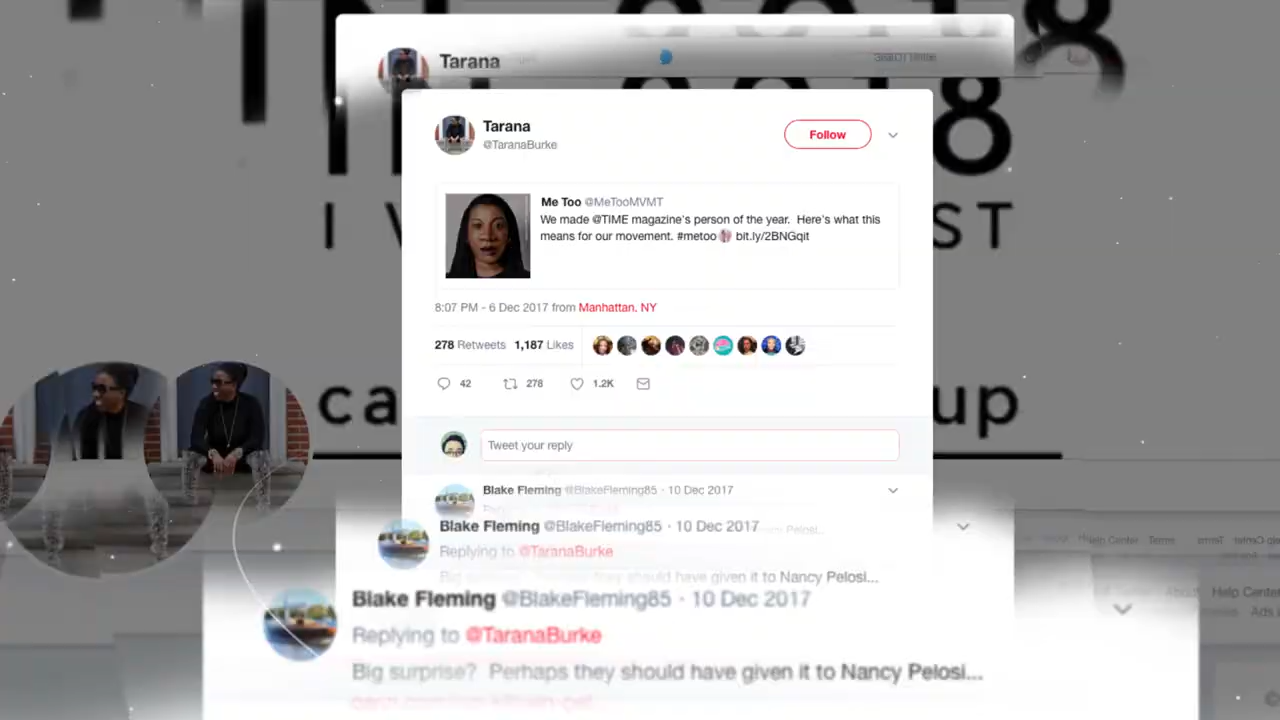 Tarana
Tarana
@TaranaBurke
Follow
Me Too @MeTooMVMT
We made @TIME magazine's person of the year. Here's what this
means for our movement. #metoo bit.ly/2BNGqit
8:07 PM - 6 Dec 2017 from Manhattan, NY
278 Retweets 1,187 Likes
42 278 1.2K
ca
up
Tweet your reply
Blake Fleming @BlakeFleming85 · 10 Dec 2017
Blake Fleming @BlakeFleming85 · 10 Dec 2017
Replying to @TaranaBurke
they should have given it to Nancy Pelosi...
Blake Fleming @BlakeFleming85 · 10 Dec 2017
Replying to @TaranaBurke
Big surprise? Perhaps they should have given it to Nancy Pelosi...
Help Center Terms
About Help Center